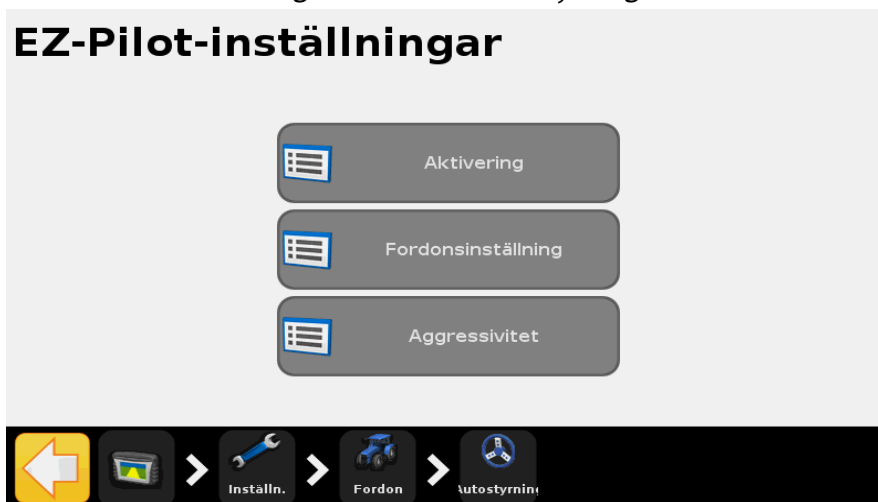 EZ-Pilot-inställningar
Aktivering
Fordonsinställning
Aggressivitet
Inställn.
Fordon